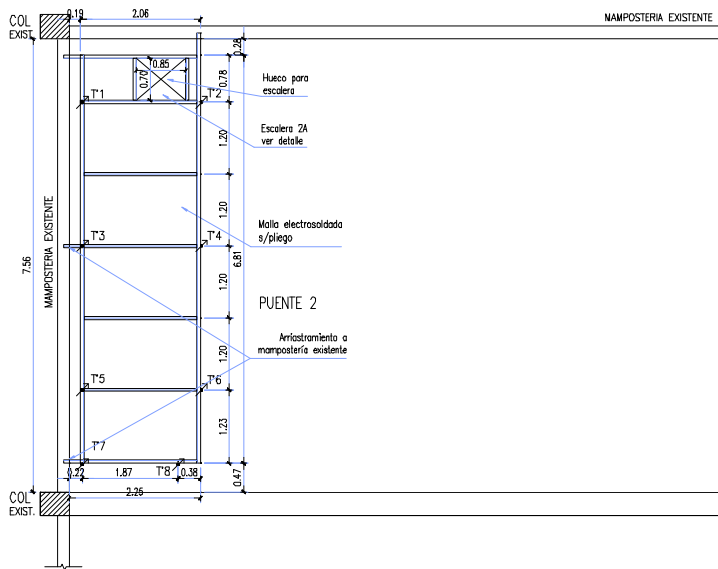 COL
EXIST.
0.19
2.06
MAMPOSTERIA EXISTENTE
0.28
0.85
0.70
0.78
Hueco para
escalera
T'1
T'2
Escalera 2A
ver detalle
1.20
1.20
MAMPOSTERIA EXISTENTE
Malla electrosoldada
s/pliego
T'3
T'4
7.56
6.81
1.20
PUENTE 2
Arriostramiento a
mampostería existente
1.20
T'5
T'6
1.23
T'7
T'8
0.22
1.87
0.38
0.47
2.25
COL
EXIST.